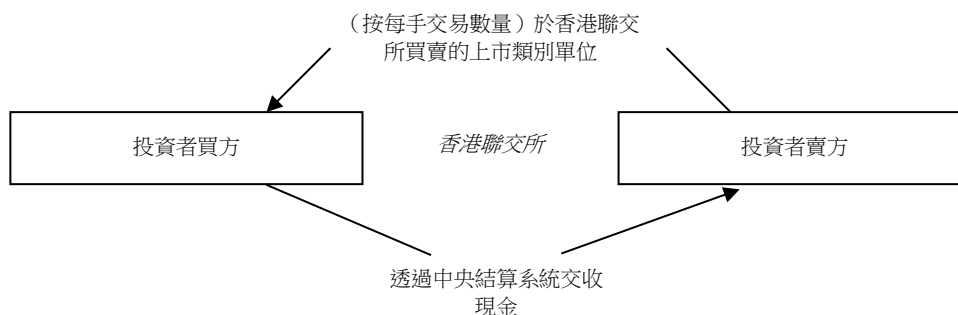 （按每手交易數量）於香港聯交
所買賣的上市類別單位
投資者買方
香港聯交所
投資者賣方
透過中央結算系統交收
現金